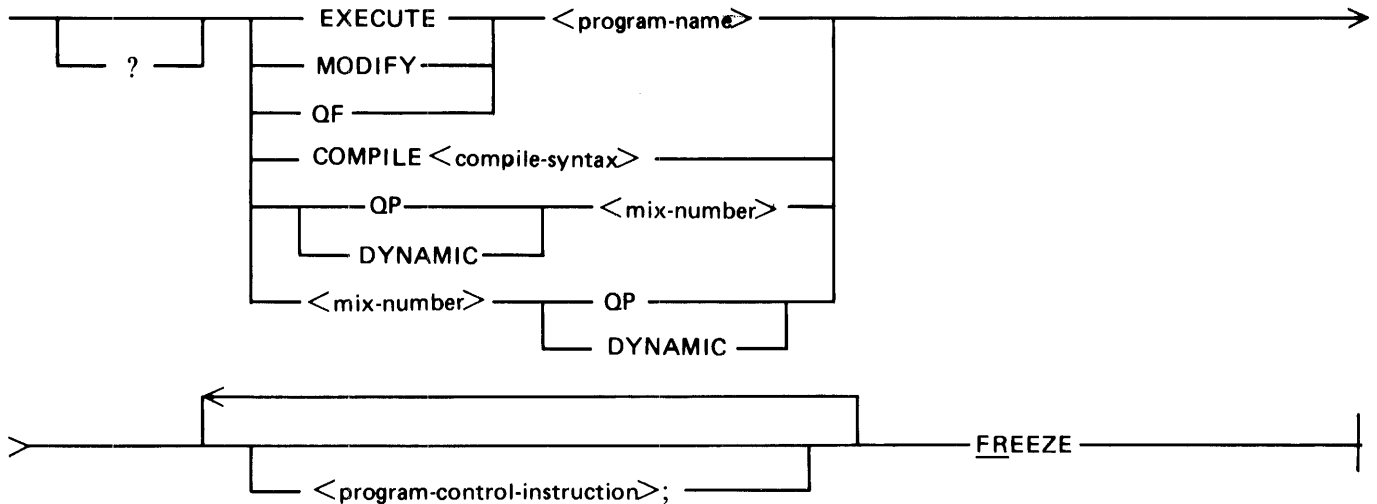 EXECUTE <program-name>
?
MODIFY
QF
COMPILE <compile-syntax>
QP <mix-number>
DYNAMIC
<mix-number> QP
DYNAMIC
FREEZE
<program-control-instruction>;